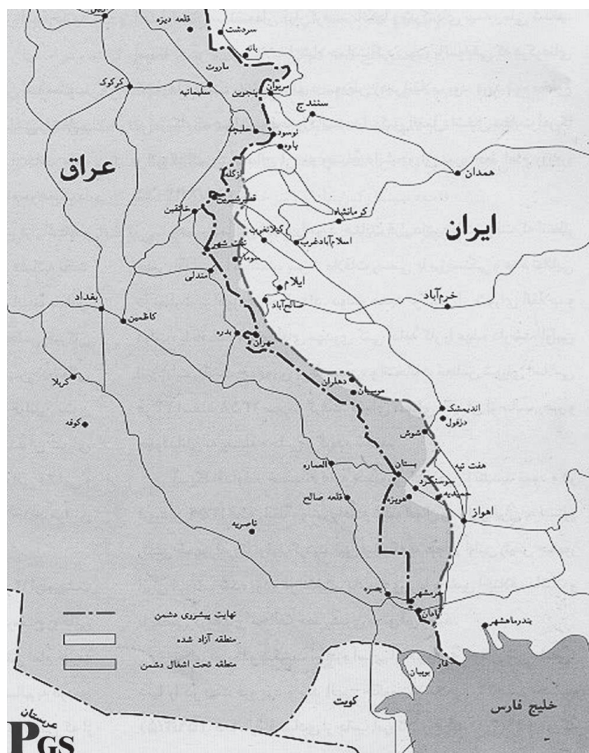 قلعه دیزه
سردشت
بانه
ماروت
مریوان
پنجوین
کرکوک
سلیمانیه
سنندج
حلبچه
نوسود
پاوه
همدان
عراق
ازگله
قصرشیرین
خانقین
کرمانشاه
ایران
گیلانغرب
اسلام‌آبادغرب
نفت شهر
سومار
مندلی
ایلام
صالح‌آباد
خرم‌آباد
بغداد
کاظمین
بدره
مهران
دهلران
موسیان
کربلا
کوفه
اندیمشک
دزفول
شوش
هفت تپه
العماره
بستان
سوسنگرد
حمیدیه
هویزه
قلعه صالح
اهواز
ناصریه
بصره
خرمشهر
آبادان
بندرماهشهر
فاو
بوبیان
کویت
خلیج فارس
عربستان
نهایت پیشروی دشمن
منطقه آزاد شده
منطقه تحت اشغال دشمن
PGS